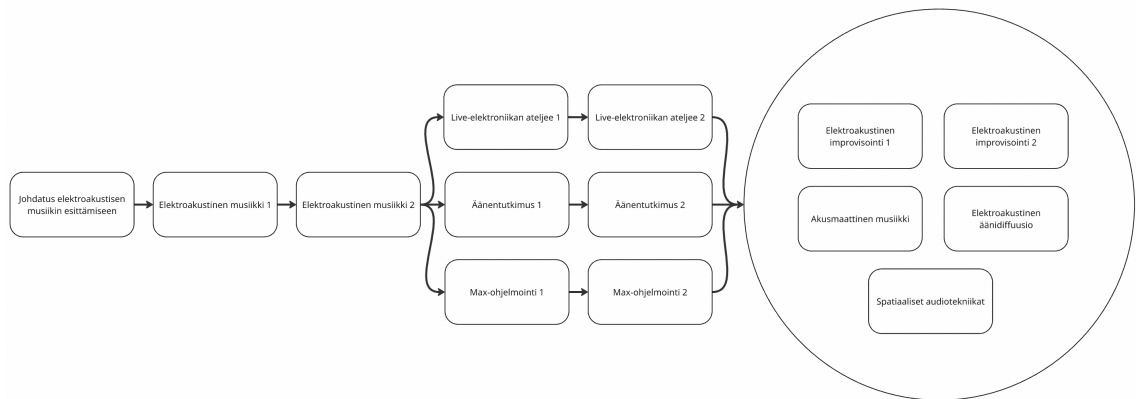 Johdatus elektroakustisen
musiikin esittämiseen
Elektroakustinen musiikki 1
Elektroakustinen musiikki 2
Live-elektroniikan ateljee 1
Live-elektroniikan ateljee 2
Äänentutkimus 1
Äänentutkimus 2
Max-ohjelmointi 1
Max-ohjelmointi 2
Elektroakustinen
improvisointi 1
Elektroakustinen
improvisointi 2
Akusmaattinen musiikki
Elektroakustinen
äänidiffuusio
Spatiaaliset audiotekniikat